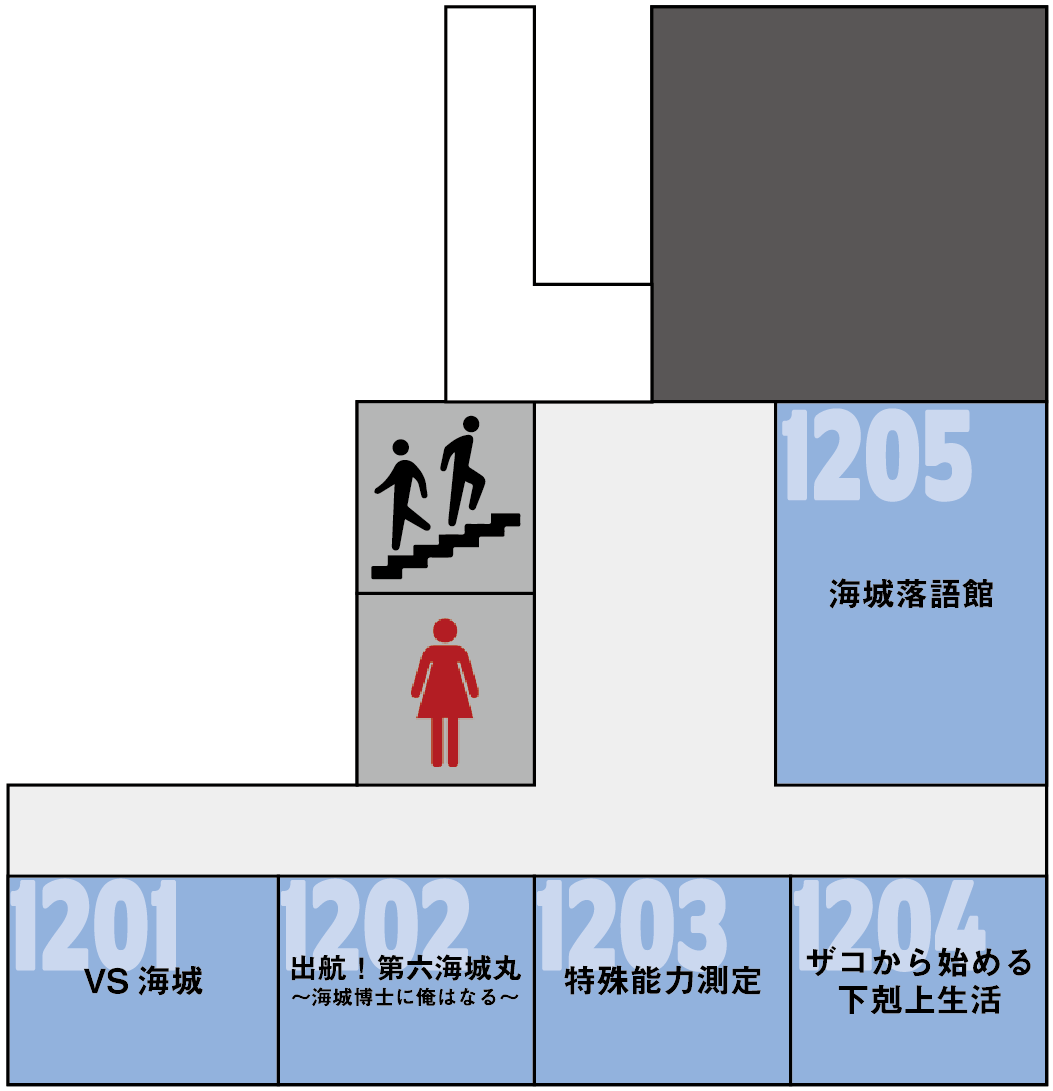 1205
海城落語館
1201
VS 海城
1202
出航！第六海城丸
～海城博士に俺はなる～
1203
特殊能力測定
1204
ザコから始める
下剋上生活